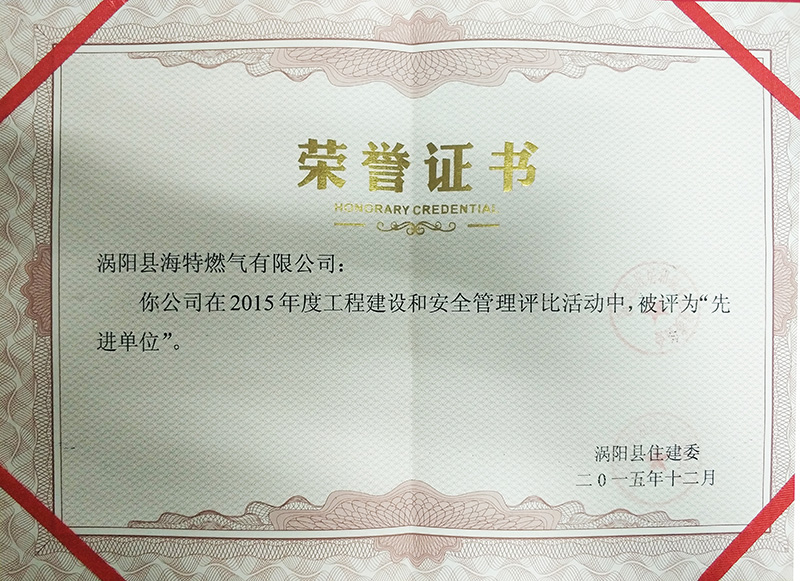 荣誉证书
HONORARY CREDENTIAL
涡阳县海特燃气有限公司：
你公司在2015年度工程建设和安全管理评比活动中，被评为“先
进单位”。
涡阳县住建委
二0一五年十二月